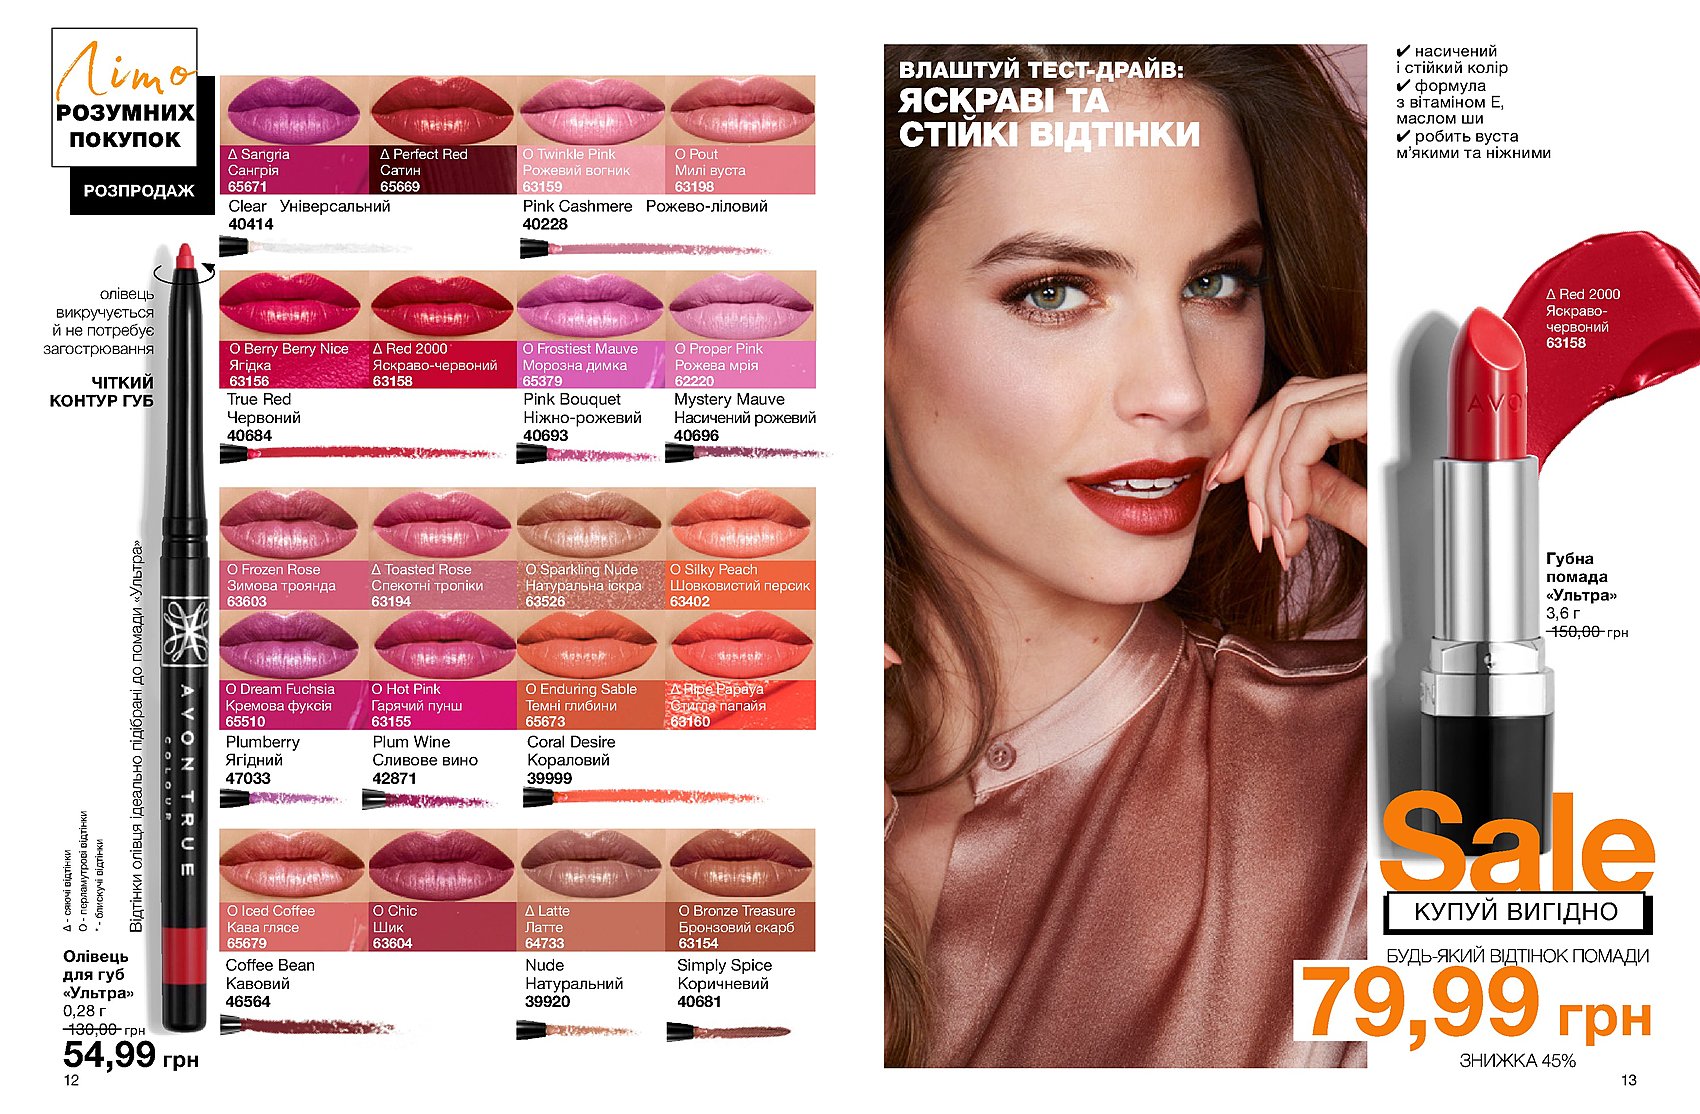 Літо
РОЗУМНИХ
ПОКУПОК
РОЗПРОДАЖ
олівець
викручується
й не потребує
загострювання
ЧІТКИЙ
КОНТУР ГУБ
Відтінки олівця ідеально підібрані до помади «Ультра»
Δ - сяючі відтінки
O - перламутрові відтінки
*- блискучі відтінки
AVON TRUE
COLOUR
Олівець
для губ
«Ультра»
0,28 г
130,00 грн
54,99 грн
12
Δ Sangria
Сангрія
65671
Δ Perfect Red
Сатин
65669
O Twinkle Pink
Рожевий вогник
63159
O Pout
Милі вуста
63198
Clear Універсальний
40414
Pink Cashmere Рожево-ліловий
40228
O Berry Berry Nice
Ягідка
63156
Δ Red 2000
Яскраво-червоний
63158
O Frostiest Mauve
Морозна димка
65379
O Proper Pink
Рожева мрія
62220
True Red
Червоний
40684
Pink Bouquet
Ніжно-рожевий
40693
Mystery Mauve
Насичений рожевий
40696
O Frozen Rose
Зимова троянда
63603
Δ Toasted Rose
Спекотні тропіки
63194
O Sparkling Nude
Натуральна іскра
63526
O Silky Peach
Шовковистий персик
63402
O Dream Fuchsia
Кремова фуксія
65510
O Hot Pink
Гарячий пунш
63155
O Enduring Sable
Темні глибини
65673
Δ Ripe Papaya
Стигла папайя
63160
Plumberry
Ягідний
47033
Plum Wine
Сливове вино
42871
Coral Desire
Кораловий
39999
O Iced Coffee
Кава глясе
65679
O Chic
Шик
63604
Δ Latte
Латте
64733
O Bronze Treasure
Бронзовий скарб
63154
Coffee Bean
Кавовий
46564
Nude
Натуральний
39920
Simply Spice
Коричневий
40681
ВЛАШТУЙ ТЕСТ-ДРАЙВ:
ЯСКРАВІ ТА
СТІЙКІ ВІДТІНКИ
✔ насичений
і стійкий колір
✔ формула
з вітаміном Е,
маслом ши
✔ робить вуста
м'якими та ніжними
Δ Red 2000
Яскраво-
червоний
63158
AVO
Губна
помада
«Ультра»
3,6 г
150,00 грн
Sale
КУПУЙ ВИГІДНО
БУДЬ-ЯКИЙ ВІДТІНОК ПОМАДИ
79,99 грн
ЗНИЖКА 45%
13